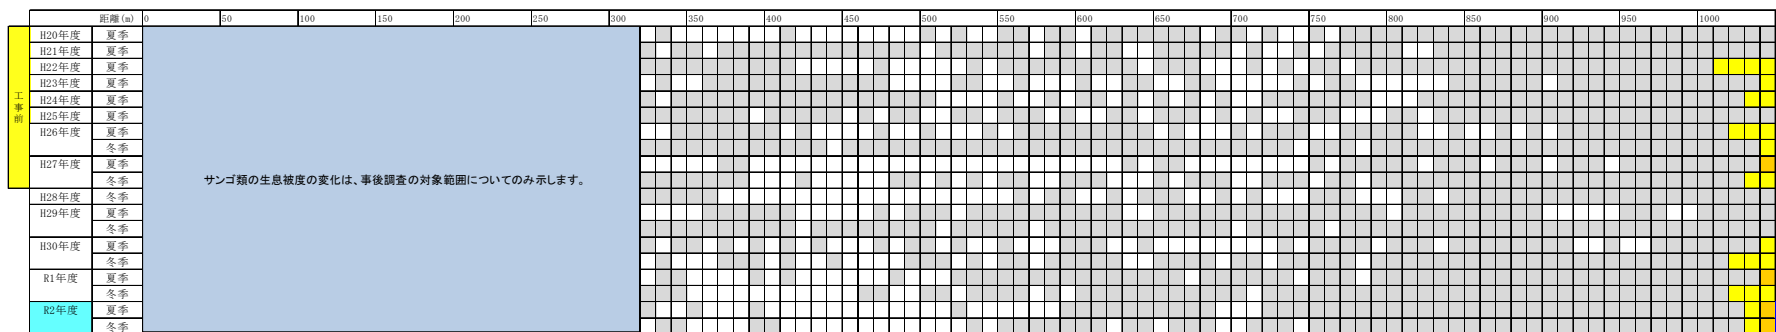 距離(m) 0 50 100 150 200 250 300 350 400 450 500 550 600 650 700 750 800 850 900 950 1000
工事前
H20年度 夏季
H21年度 夏季
H22年度 夏季
H23年度 夏季
H24年度 夏季
H25年度 夏季
H26年度 夏季
冬季
H27年度 夏季
冬季
H28年度 冬季
H29年度 夏季
冬季
H30年度 夏季
冬季
R1年度 夏季
冬季
R2年度 夏季
冬季
サンゴ類の生息被度の変化は、事後調査の対象範囲についてのみ示します。